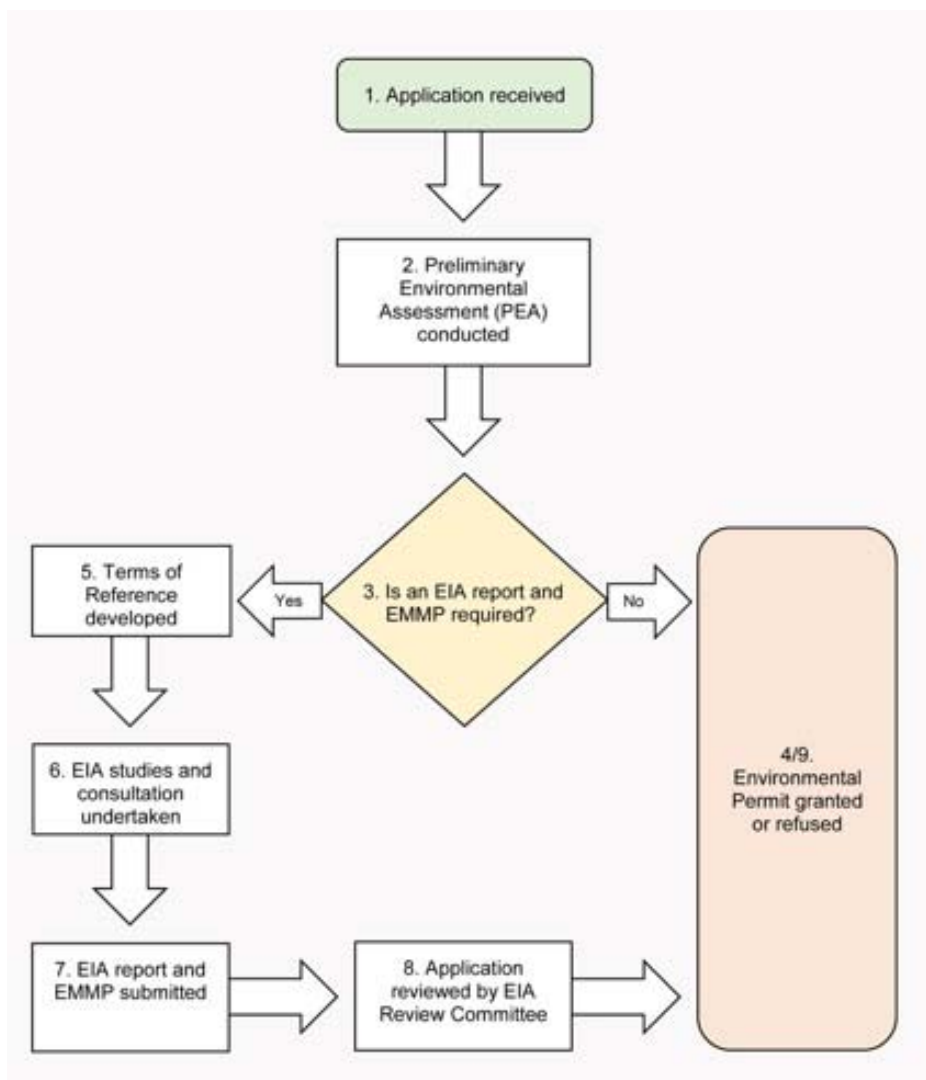 1. Application received
2. Preliminary
Environmental
Assessment (PEA)
conducted
3. Is an EIA report and
EMMP required?
Yes
No
5. Terms of
Reference
developed
6. EIA studies and
consultation
undertaken
7. EIA report and
EMMP submitted
8. Application
reviewed by EIA
Review Committee
4/9.
Environmental
Permit granted
or refused